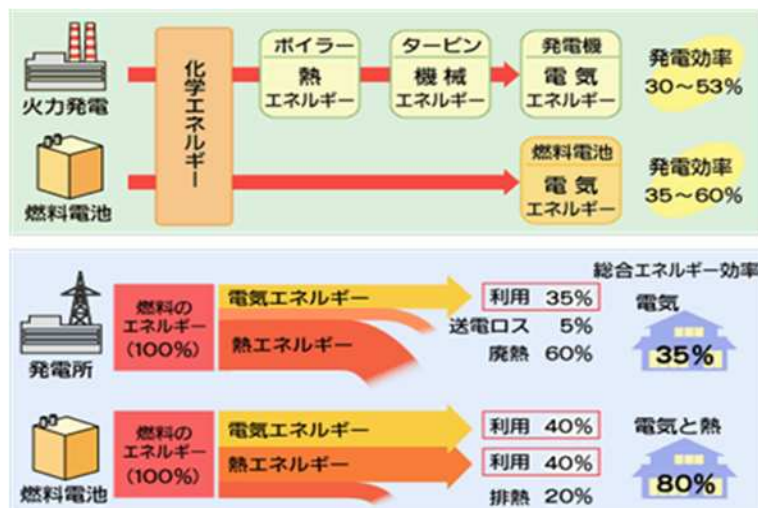 火力発電
化学エネルギー
ボイラー
熱
エネルギー
タービン
機械
エネルギー
発電機
電気
エネルギー
発電効率
30~53%
燃料電池
燃料電池
電気
エネルギー
発電効率
35~60%
総合エネルギー効率
発電所
燃料の
エネルギー
(100%)
電気エネルギー
熱エネルギー
利用 35%
送電ロス 5%
廃熱 60%
電気
35%
燃料電池
燃料の
エネルギー
(100%)
電気エネルギー
熱エネルギー
利用 40%
利用 40%
排熱 20%
電気と熱
80%